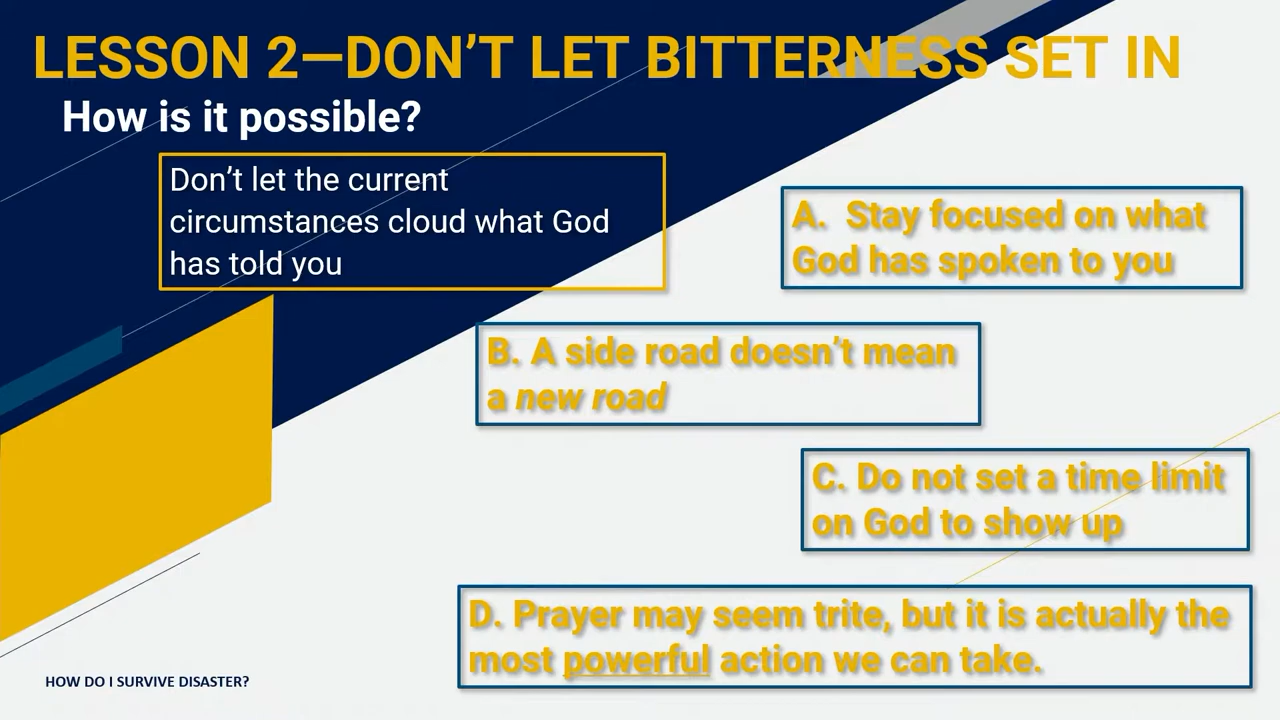 LESSON 2—DON’T LET BITTERNESS SET IN
How is it possible?
Don’t let the current
circumstances cloud what God
has told you
A.  Stay focused on what
God has spoken to you
B. A side road doesn’t mean
a new road
C. Do not set a time limit
on God to show up
D. Prayer may seem trite, but it is actually the
most powerful action we can take.
HOW DO I SURVIVE DISASTER?